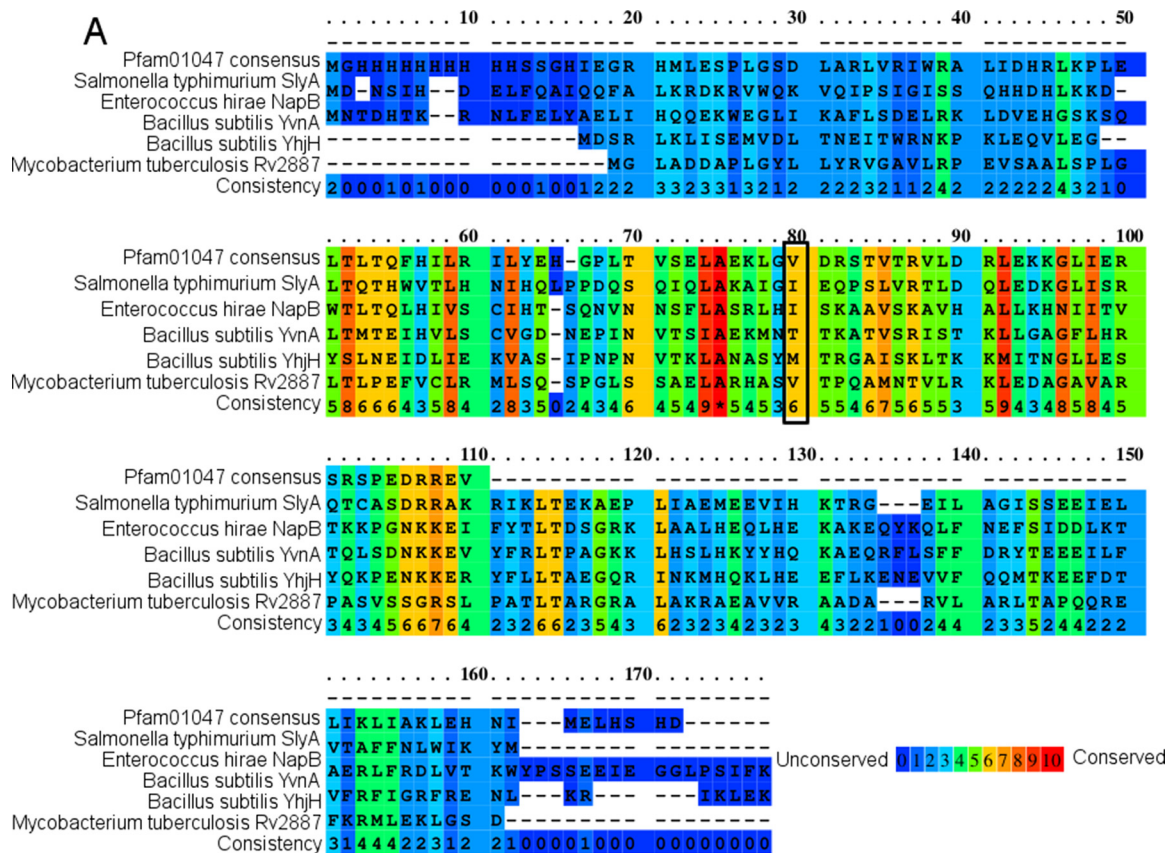 A
. . . . . . . . . 10 . . . . . . . . . 20 . . . . . . . . . 30 . . . . . . . . . 40 . . . . . . . . . 50
Pfam01047 consensus ---------- ---------- ---------- ---------- ----------
Salmonella typhimurium SlyA MGHHHHHHHH HHSSGHIEGR HMLESPLGSD LARLVRIWRA LIDHRLKPLE
Enterococcus hirae NapB MD-NSIH--D ELFQAIQQFA LKRDKRVWQK VQIPSIGISS QHHDHLKKD-
Bacillus subtilis YvnA MNTDHTK--R NLFELYAELI HQQEKWEGLI KAFLSDELRK LDVEHGSKSQ
Bacillus subtilis YhjH ---------- ------MDSR LKLISEMVDL TNEITWRNKP KLEQVLEG--
Mycobacterium tuberculosis Rv2887 ---------- --------MG LADDAPLGYL LYRVGAVLRP EVSAALSPLG
Consistency 2000101000 0001001222 3323313212 2223211242 2222243210
. . . . . . . . . 60 . . . . . . . . . 70 . . . . . . . . . 80 . . . . . . . . . 90 . . . . . . . . . 100
Pfam01047 consensus LTLTQFHILR ILYEH-GPLT VSELAEKLGV DRSTVTRVLD RLEKKGLIER
Salmonella typhimurium SlyA LTQTHWVTLH NIHQLPPDQS QIQLAKAIGI EQPSLVRTLD QLEDKGLISR
Enterococcus hirae NapB WTLTQLHIVS CIHT-SQNVN NSFLASRLHI SKAAVSKAVH ALLKHNIITV
Bacillus subtilis YvnA LTMTEIHVLS CVGD-NEPIN VTSIAEKMNT TKATVSRIST KLLGAGFLHR
Bacillus subtilis YhjH YSLNEIDLIE KVAS-IPNPN VTKLANASYM TRGAISKLTK KMITNGLLES
Mycobacterium tuberculosis Rv2887 LTLPEFVCLR MLSQ-SPGLS SAELARHASV TPQAMNTVLR KLEDAGAVAR
Consistency 5866643584 2835024346 4549*54536 5546756553 5943485845
. . . . . . . . . 110 . . . . . . . . . 120 . . . . . . . . . 130 . . . . . . . . . 140 . . . . . . . . . 150
Pfam01047 consensus SRSPEDRREV ---------- ---------- ---------- ----------
Salmonella typhimurium SlyA QTCASDRRAK RIKLTEKAEP LIAEMEEVIH KTRG---EIL AGISSEEIEL
Enterococcus hirae NapB TKKPGNKKEI FYTLTDSGRK LAALHEQLHE KAKEQYKQLF NEFSIDDLKT
Bacillus subtilis YvnA TQLSDNKKEV YFRLTPAGKK LHSLHKYYHQ KAEQRFLSFF DRYTEEEILF
Bacillus subtilis YhjH YQKPENKKER YFLLTAEGQR INKMHQKLHE EFLKENEVVF QQMTKEEFDT
Mycobacterium tuberculosis Rv2887 PASVSSGRSL PATLTARGRA LAKRAEAVVR AADA---RVL ARLTAPQQRE
Consistency 3434566764 2326623543 6232342323 4322100244 2335244222
. . . . . . . . . 160 . . . . . . . . . 170 . . . . . . . .
Pfam01047 consensus ---------- ---------- --------
Salmonella typhimurium SlyA LIKLIAKLEH NI---MELHS HD------
Enterococcus hirae NapB VTAFFNLWIK YM-------- --------
Bacillus subtilis YvnA AERLFRDLVT KWYPSSEEIE GGLPSIFK
Bacillus subtilis YhjH VFRFIGRFRE NL---KR--- ---IKLEK
Mycobacterium tuberculosis Rv2887 FKRMLEKLGS D--------- --------
Consistency 3144422312 2100001000 00000000
Unconserved 0 1 2 3 4 5 6 7 8 9 10 Conserved